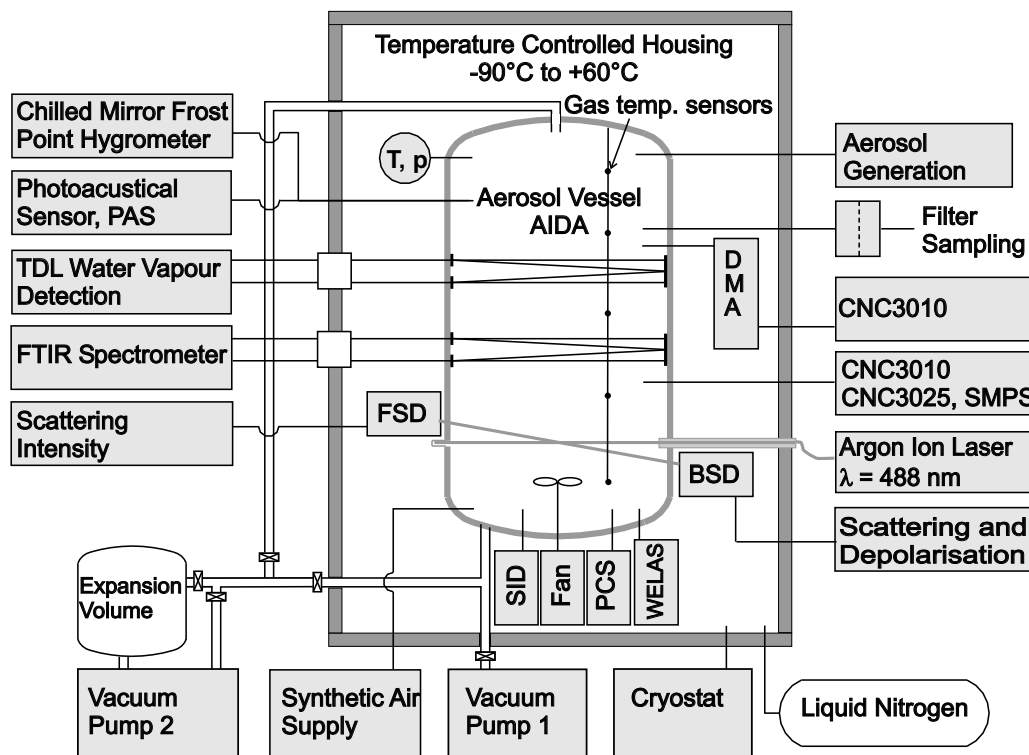 Temperature Controlled Housing
-90°C to +60°C
Gas temp. sensors
Chilled Mirror Frost
Point Hygrometer
T, p
Aerosol
Generation
Photoacustical
Sensor, PAS
Aerosol Vessel
AIDA
Filter
Sampling
TDL Water Vapour
Detection
DMA
CNC3010
FTIR Spectrometer
CNC3010
CNC3025, SMPS
Scattering
Intensity
FSD
BSD
Argon Ion Laser
λ = 488 nm
Scattering and
Depolarisation
SID
Fan
PCS
WELAS
Expansion
Volume
Vacuum
Pump 2
Synthetic Air
Supply
Vacuum
Pump 1
Cryostat
Liquid Nitrogen